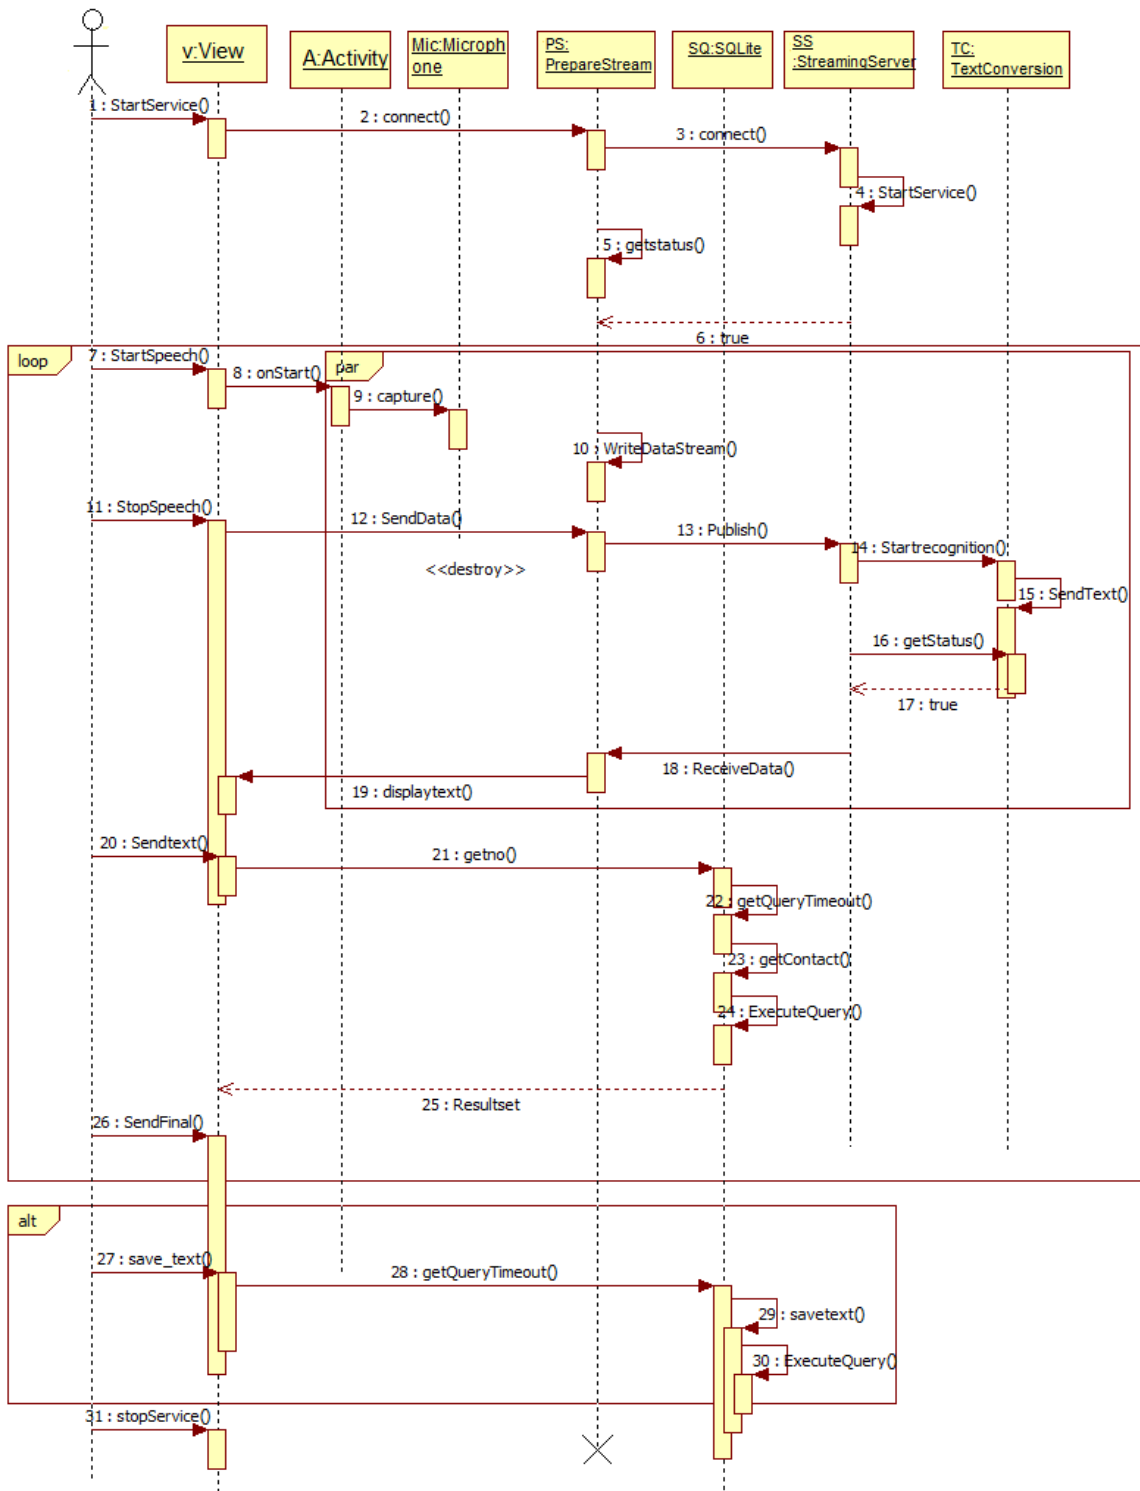 v:View
A:Activity
Mic:Microph
one
PS:
PrepareStream
SQ:SQLite
SS
:StreamingServer
TC:
TextConversion
1 : StartService()
2 : connect()
3 : connect()
4 : StartService()
5 : getstatus()
6 : true
loop
7 : StartSpeech()
par
8 : onStart()
9 : capture()
10 : WriteDataStream()
11 : StopSpeech()
12 : SendData()
13 : Publish()
14 : Startrecognition()
<<destroy>>
15 : SendText()
16 : getStatus()
17 : true
18 : ReceiveData()
19 : displaytext()
20 : Sendtext()
21 : getno()
22 : getQueryTimeout()
23 : getContact()
24 : ExecuteQuery()
25 : Resultset
26 : SendFinal()
alt
27 : save_text()
28 : getQueryTimeout()
29 : savetext()
30 : ExecuteQuery()
31 : stopService()